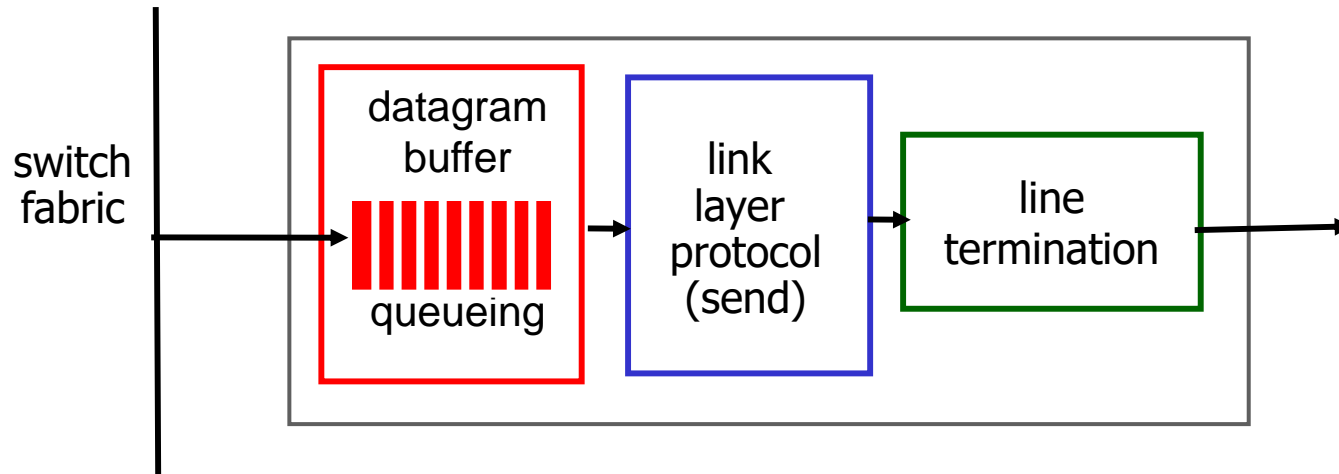 switch
fabric
datagram
buffer
queueing
link
layer
protocol
(send)
line
termination